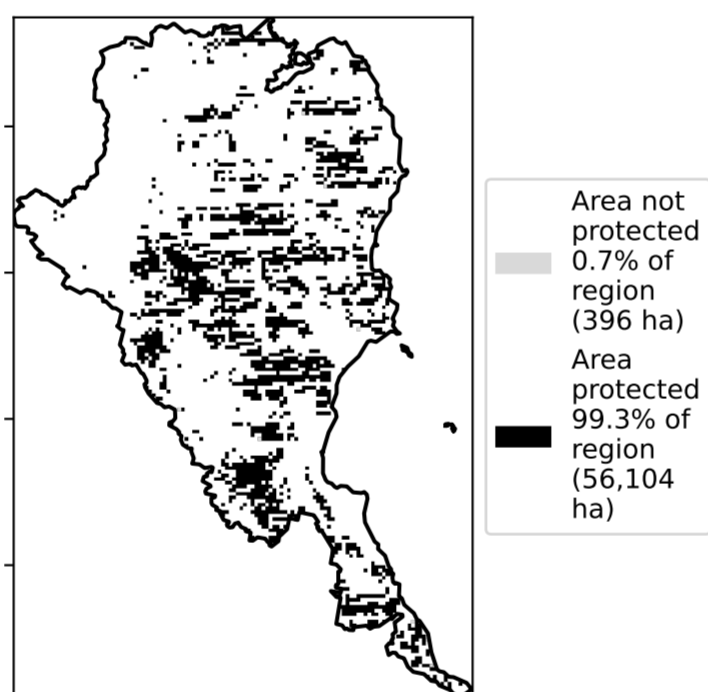 Area not
protected
0.7% of
region
(396 ha)
Area
protected
99.3% of
region
(56,104
ha)